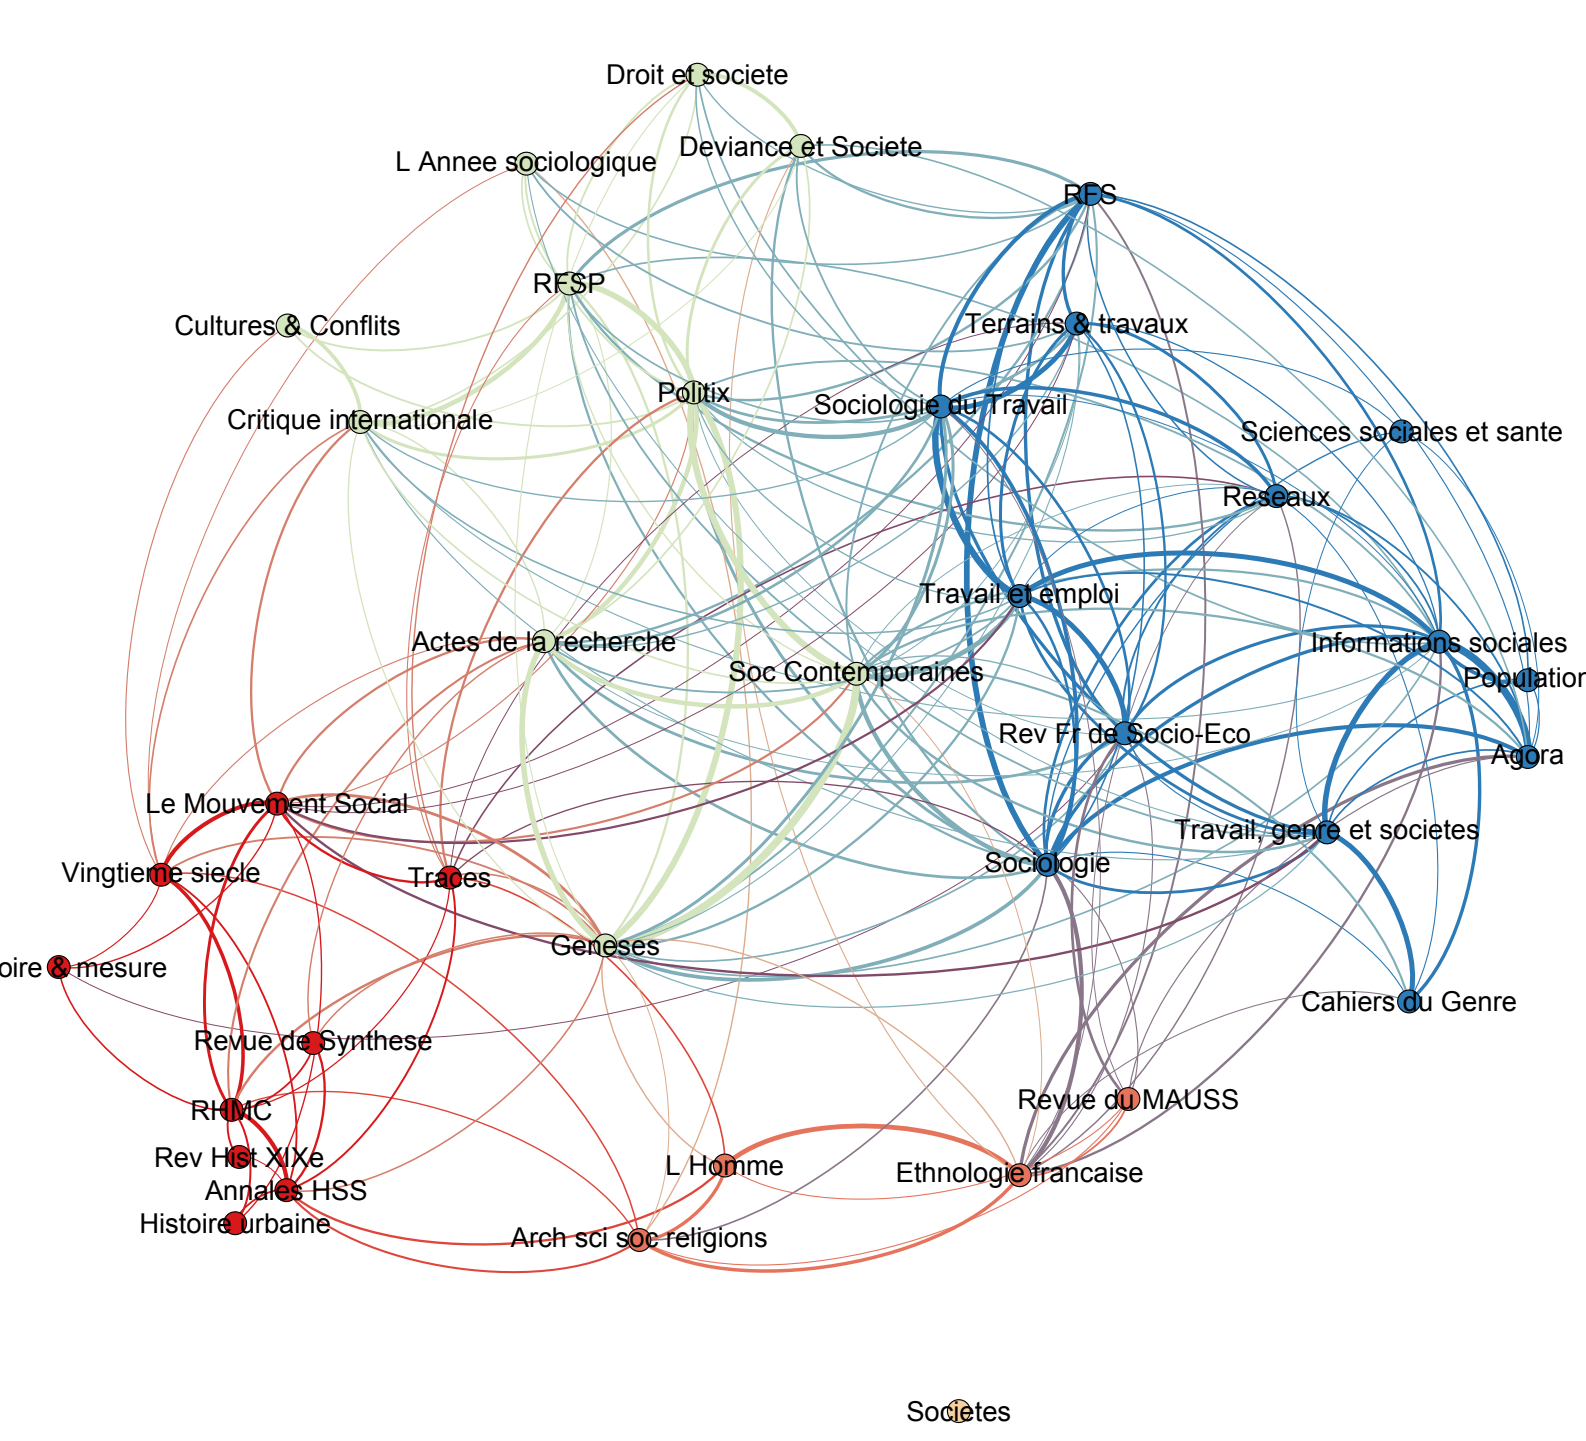 Droit et societe
Deviance et Societe
L Annee sociologique
RFS
RFSP
Cultures & Conflits
Terrains & travaux
Politix
Sociologie du Travail
Critique internationale
Sciences sociales et sante
Reseaux
Travail et emploi
Actes de la recherche
Informations sociales
Soc Contemporaines
Population
Rev Fr de Socio-Eco
Agora
Le Mouvement Social
Travail, genre et societes
Sociologie
Vingtieme siecle
Traces
Geneses
oire & mesure
Cahiers du Genre
Revue de Synthese
Revue du MAUSS
RHMC
Rev Hist XIXe
L Homme
Ethnologie francaise
Annales HSS
Histoire urbaine
Arch sci soc religions
Societes